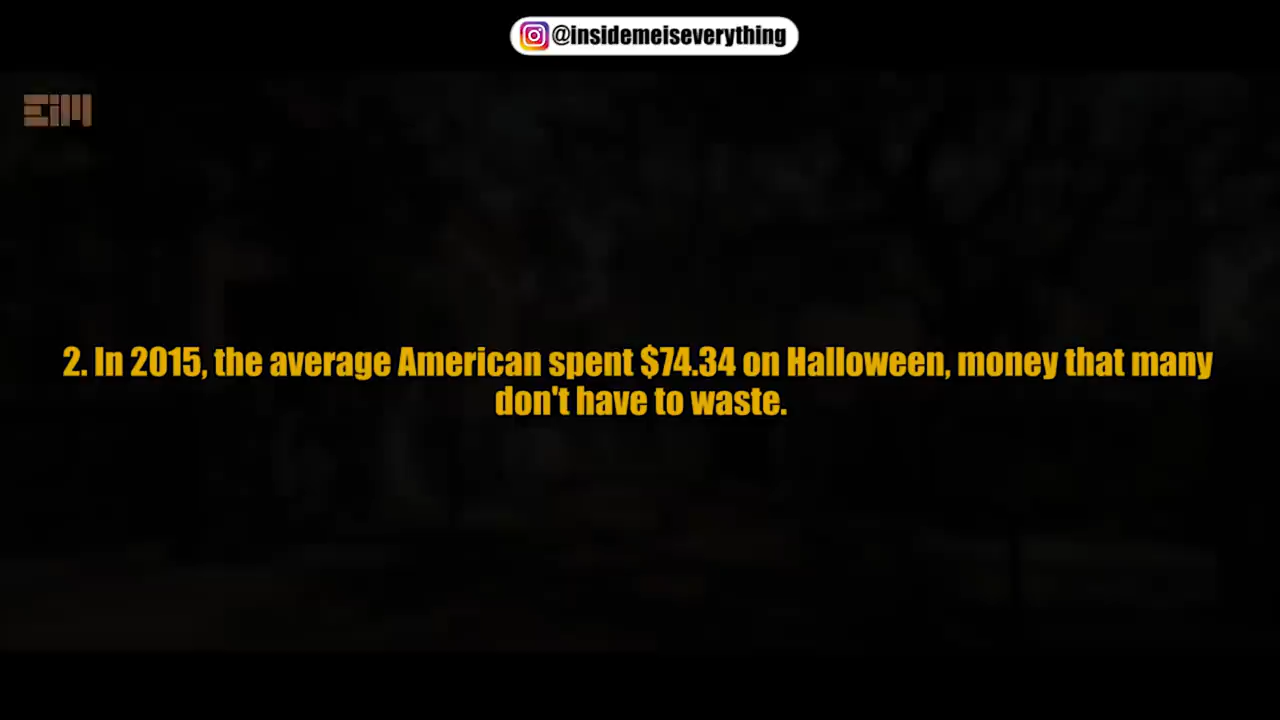 @insidemeiseverything
EIM
2. In 2015, the average American spent $74.34 on Halloween, money that many
don't have to waste.